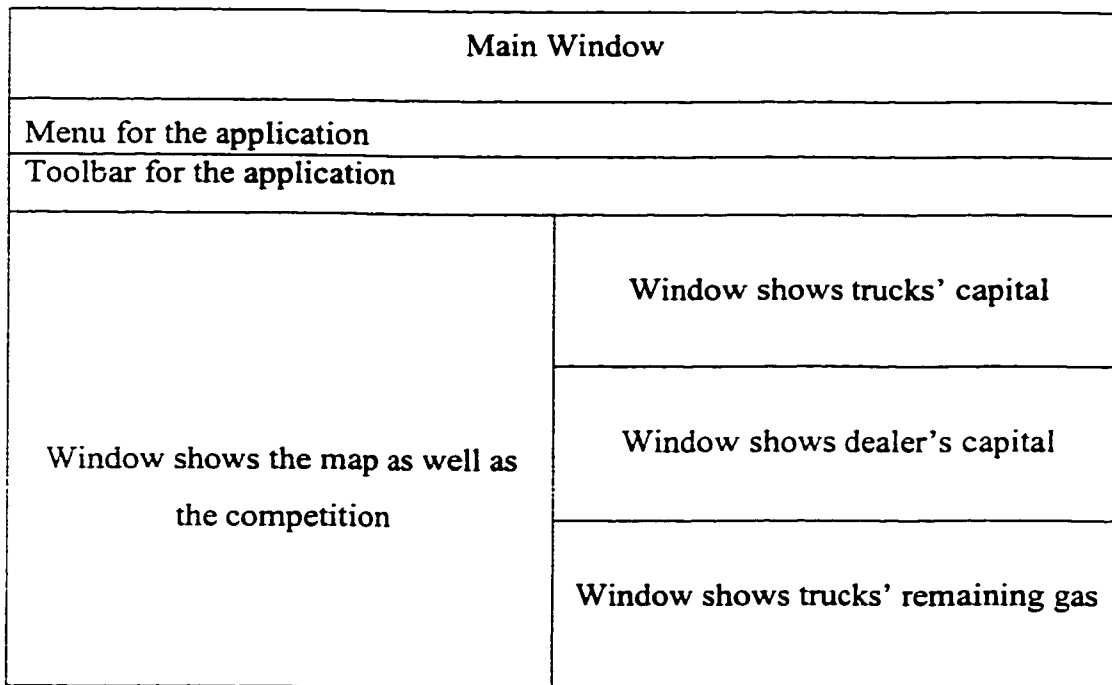 Main Window
Menu for the application
Toolbar for the application
Window shows the map as well as
the competition
Window shows trucks’ capital
Window shows dealer’s capital
Window shows trucks’ remaining gas